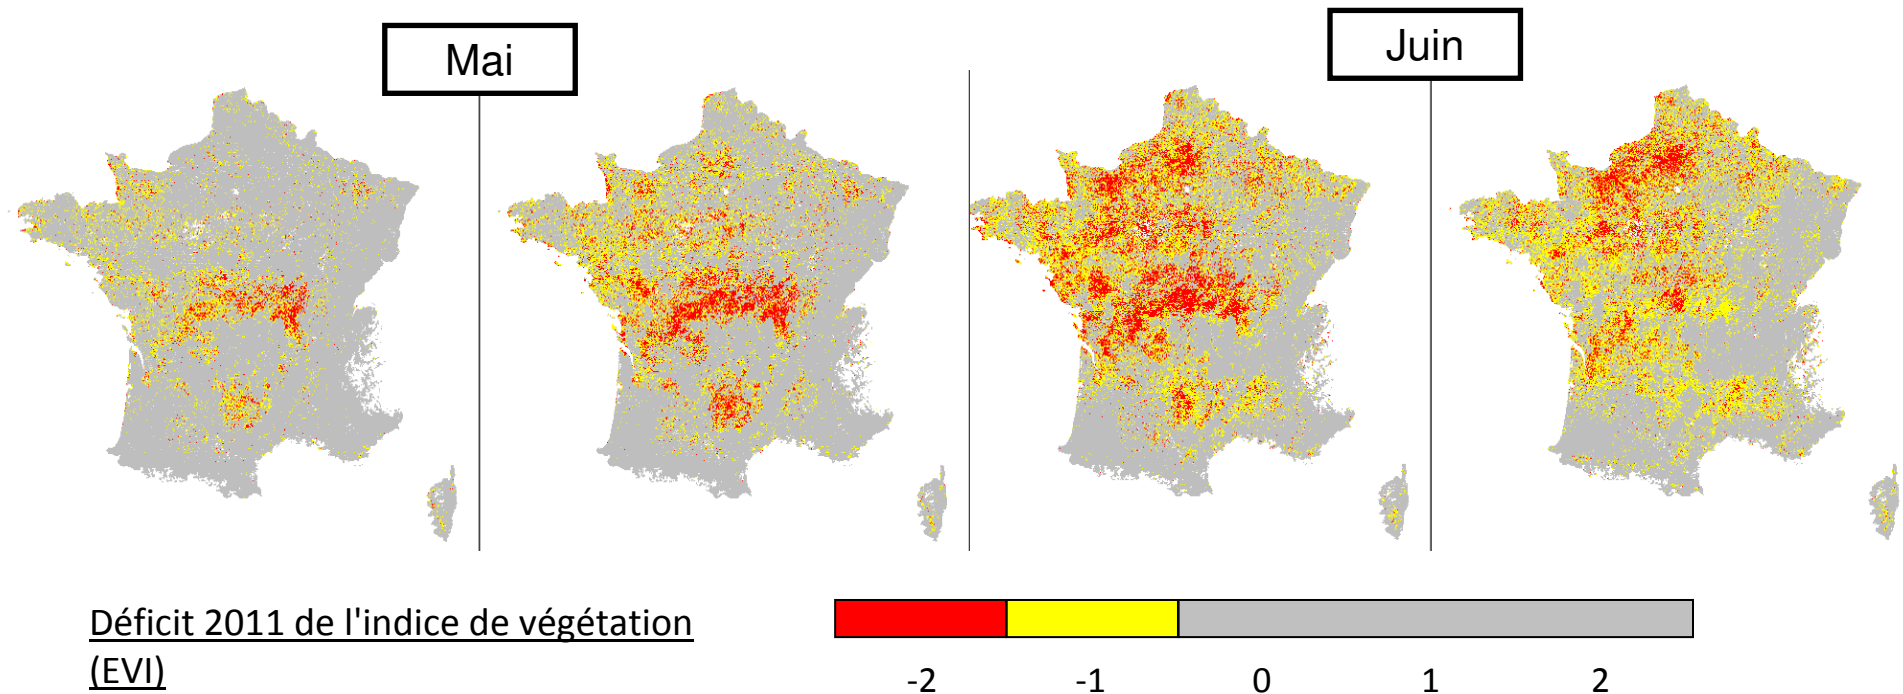 Mai
Juin
Déficit 2011 de l'indice de végétation
(EVI)
-2 -1 0 1 2